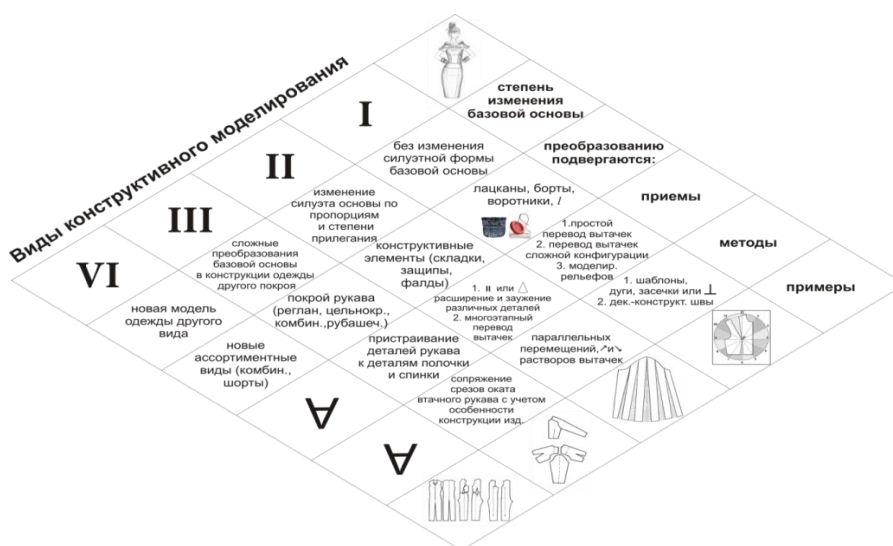 Виды конструктивного моделирования
степень
изменения
базовой основы
преобразованию
подвергаются:
приемы
методы
примеры
I
без изменения
силуэтной формы
базовой основы
лацканы, борты,
воротники, /
1.простой
перевод вытачек
2. перевод вытачек
сложной конфигурации
3. моделир.
рельефов
1. шаблоны,
дуги, засечки или ⊥
2. дек.-конструкт. швы
II
изменение
силуэта основы по
пропорциям
и степени
прилегания
конструктивные
элементы (складки,
защипы,
фалды)
1. II или △
расширение и заужение
различных деталей
2. многоэтапный
перевод
вытачек
параллельных
перемещений,↗и↘
растворов вытачек
III
сложные
преобразования
базовой основы
в конструкции одежды
другого покроя
покрой рукава
(реглан, цельнокр.,
комбин.,рубашеч.)
пристраивание
деталей рукава
к деталям полочки
и спинки
сопряжение
срезов оката
втачного рукава с учетом
особенности
конструкции изд.
VI
новая модель
одежды другого
вида
новые
ассортиментные
виды (комбин.,
шорты)
∀
∀